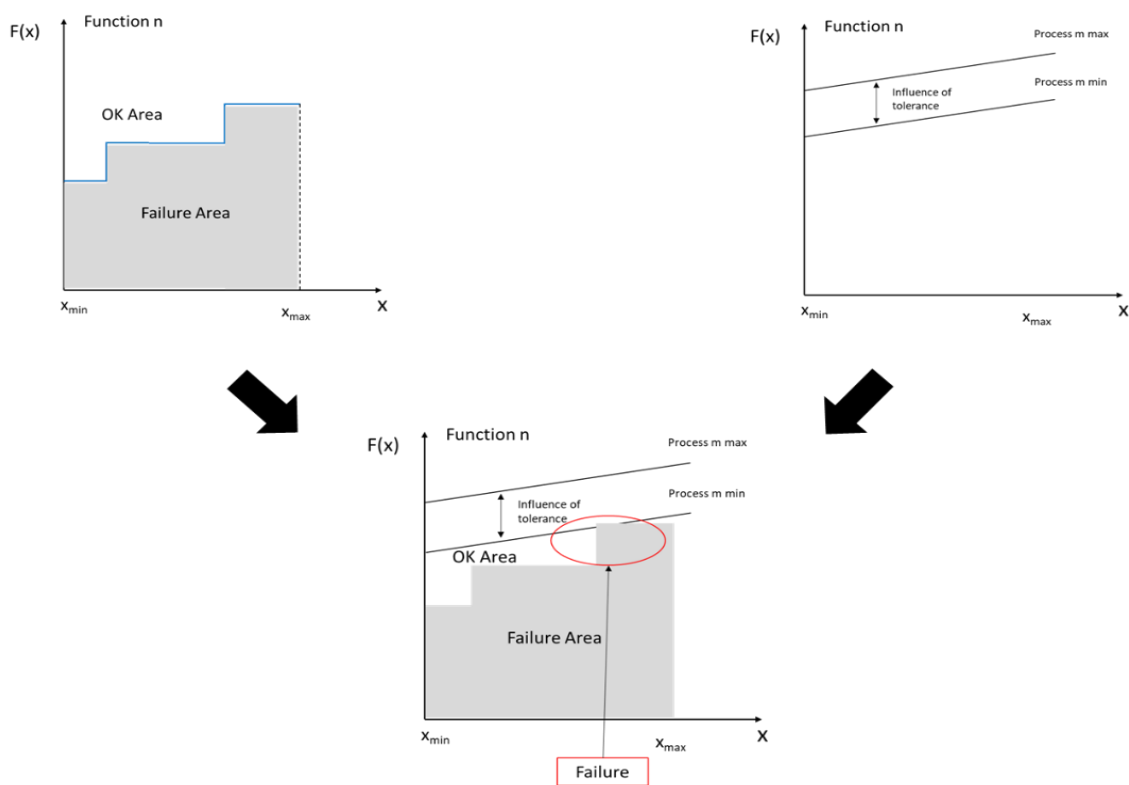 Function n
F(x)
OK Area
Failure Area
xmin
xmax
X
Function n
F(x)
Process m max
Process m min
Influence of
tolerance
xmin
xmax
X
Function n
F(x)
Process m max
Process m min
Influence of
tolerance
OK Area
Failure Area
xmin
xmax
X
Failure